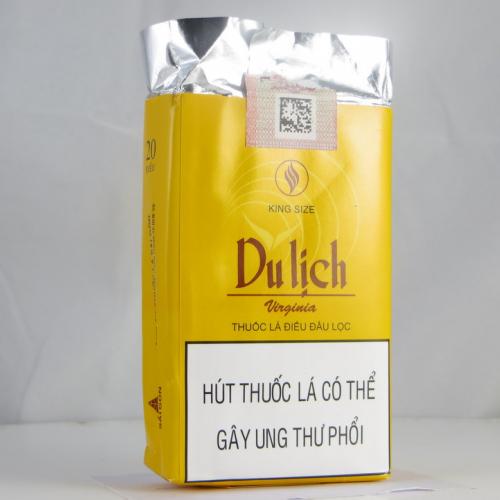 KING SIZE
Du lịch
Virginia
THUỐC LÁ ĐIẾU ĐẦU LỌC
HÚT THUỐC LÁ CÓ THỂ
GÂY UNG THƯ PHỔI
20
SAIGON